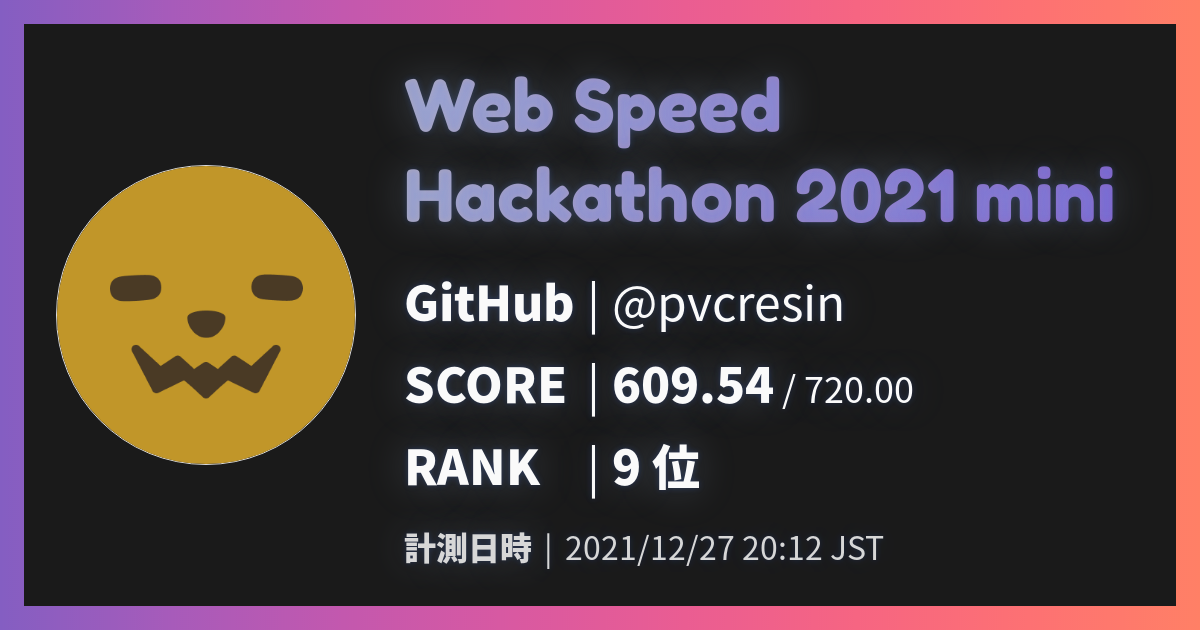 Web Speed
Hackathon 2021 mini
GitHub | @pvcresin
SCORE | 609.54 / 720.00
RANK | 9 位
計測日時 | 2021/12/27 20:12 JST